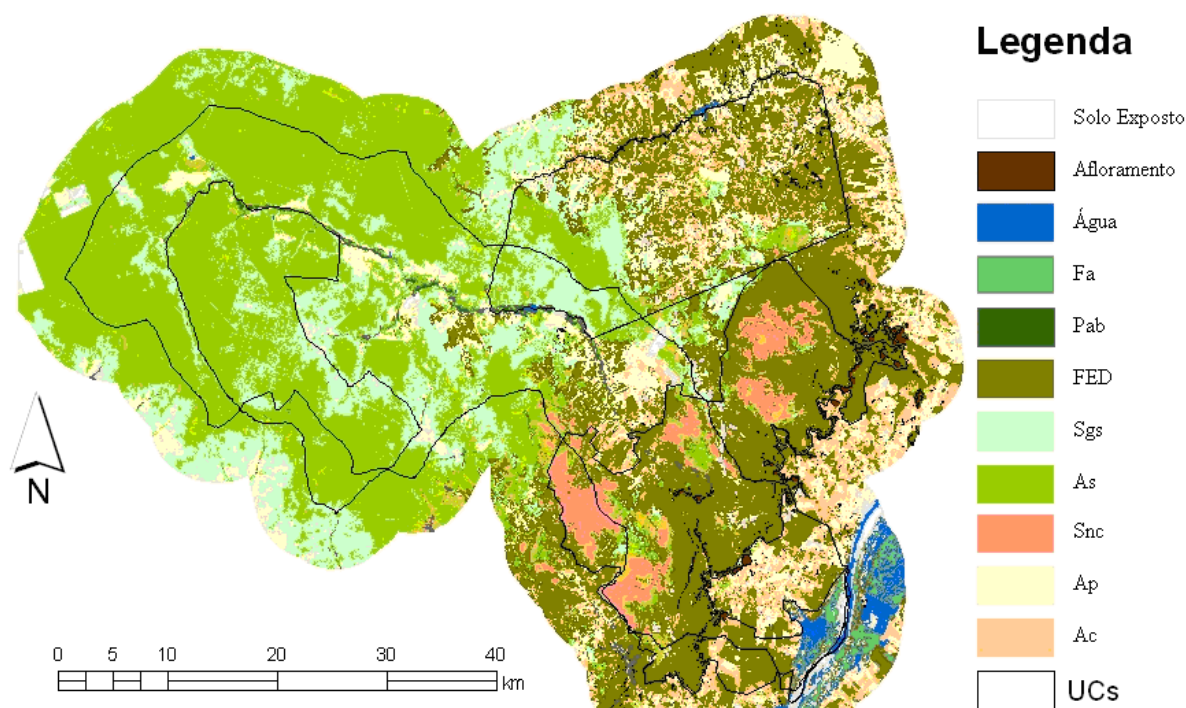 Legenda
Solo Exposto
Afloramento
Água
Fa
Pab
FED
Sgs
As
Snc
Ap
Ac
UCs
N
0 5 10 20 30 40
km